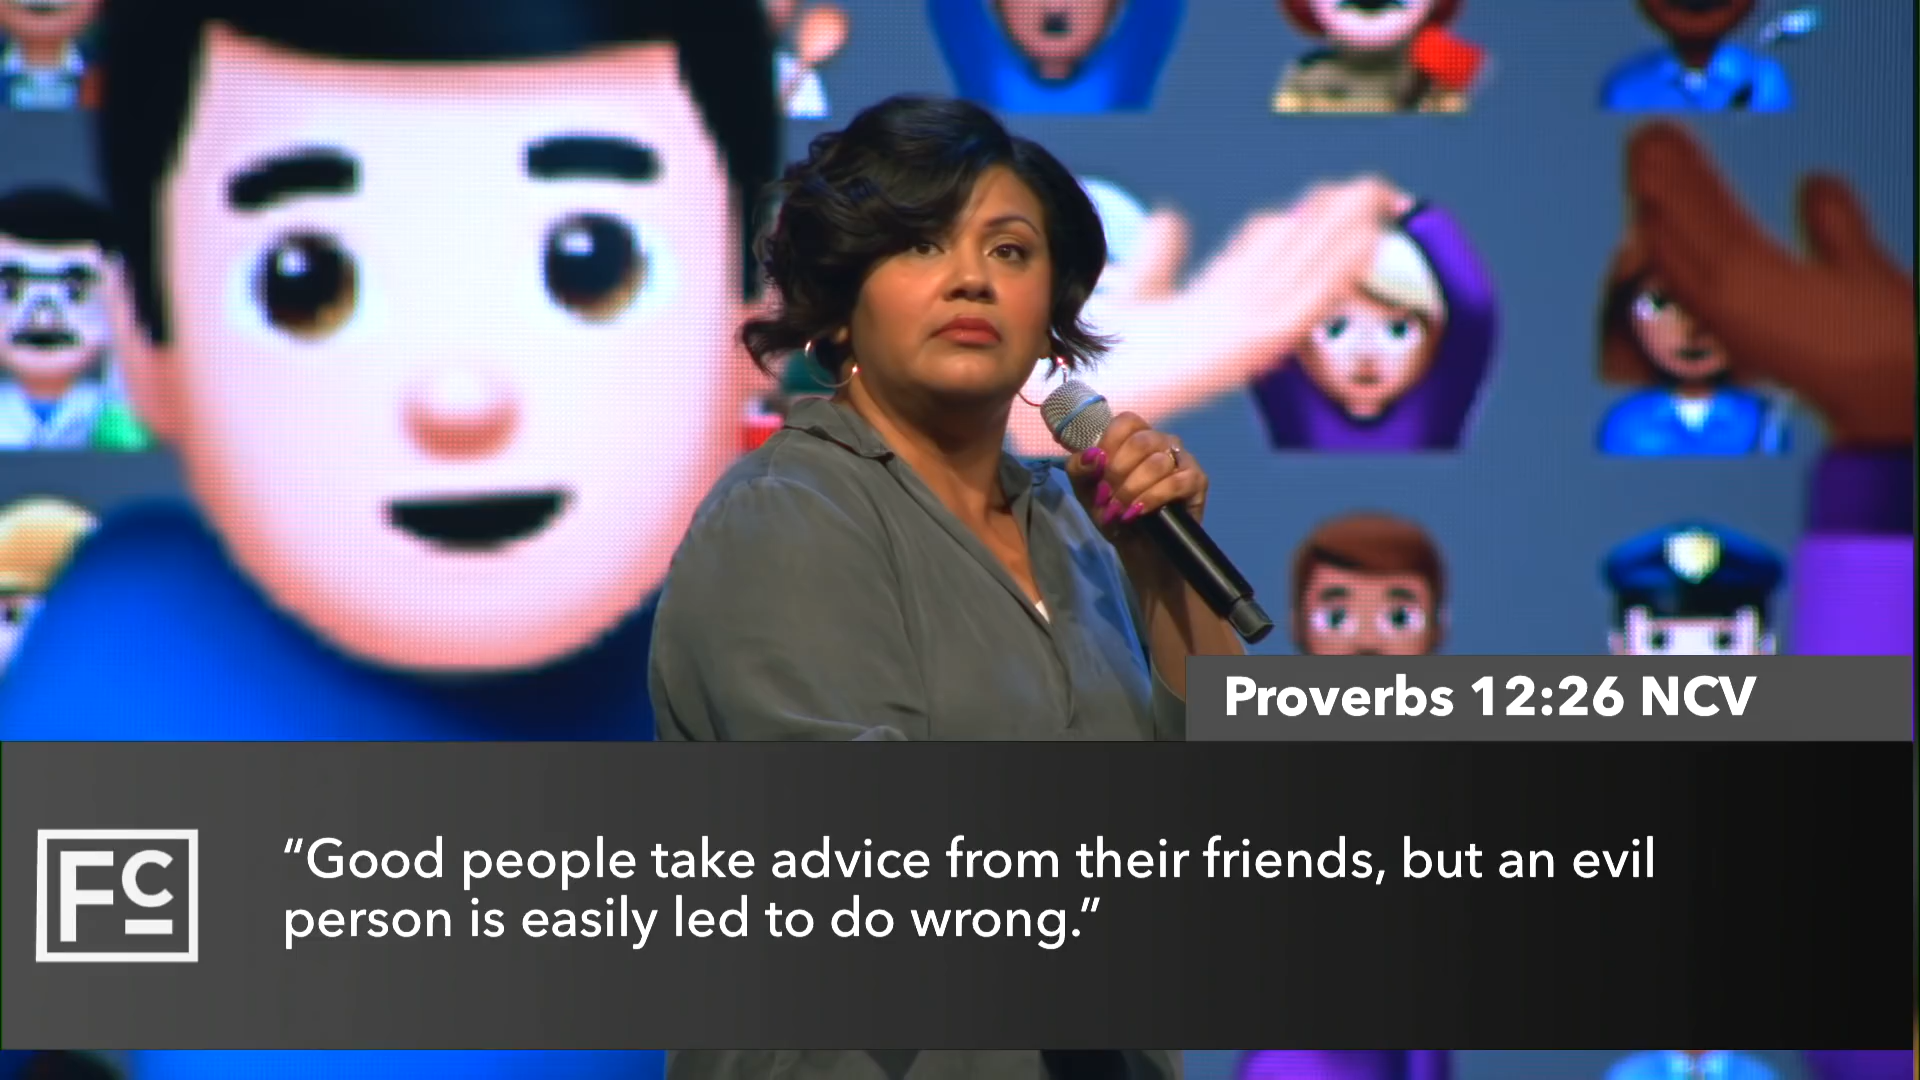 Proverbs 12:26 NCV
FC
“Good people take advice from their friends, but an evil
person is easily led to do wrong.”